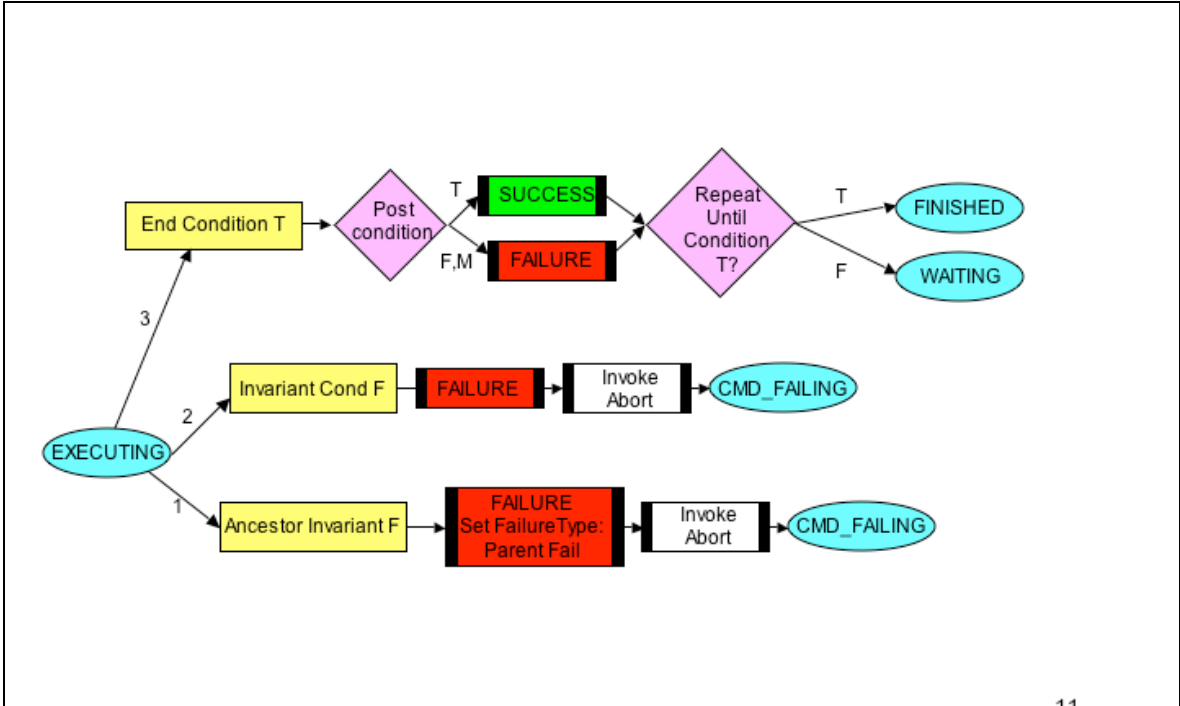 End Condition T
Post
condition
T
F,M
SUCCESS
FAILURE
Repeat
Until
Condition
T?
T
F
FINISHED
WAITING
3
2
1
EXECUTING
Invariant Cond F
FAILURE
Invoke
Abort
CMD_FAILING
Ancestor Invariant F
FAILURE
Set FailureType:
Parent Fail
Invoke
Abort
CMD_FAILING
11